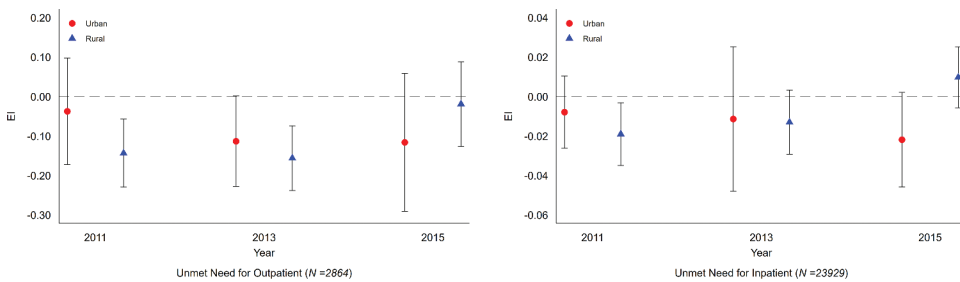 0.20
Urban
Rural
0.10
0.00
EI
-0.10
-0.20
-0.30
2011
2013
2015
Year
Unmet Need for Outpatient (N =2864)
0.04
Urban
Rural
0.02
0.00
EI
-0.02
-0.04
-0.06
2011
2013
2015
Year
Unmet Need for Inpatient (N =23929)